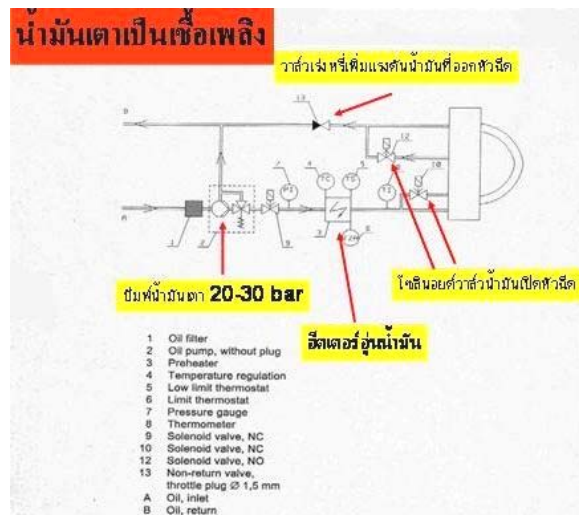 น้ำมันเตาเป็นเชื้อเพลิง
วาล์วเร่งหรี่เพิ่มแรงดันน้ำมันที่ออกหัวฉีด
13
B
12
7
4
5
10
PI
TC
TS
TI
A
1
2
9
3
6
โซลินอยด์วาล์วน้ำมันเปิดหัวฉีด
ปั๊มพ์น้ำมันเตา 20-30 bar
ฮีตเตอร์อุ่นน้ำมัน
1 Oil filter
2 Oil pump, without plug
3 Preheater
4 Temperature regulation
5 Low limit thermostat
6 Limit thermostat
7 Pressure gauge
8 Thermometer
9 Solenoid valve, NC
10 Solenoid valve, NC
12 Solenoid valve, NO
13 Non-return valve,
throttle plug Ø 1,5 mm
A Oil, inlet
B Oil, return